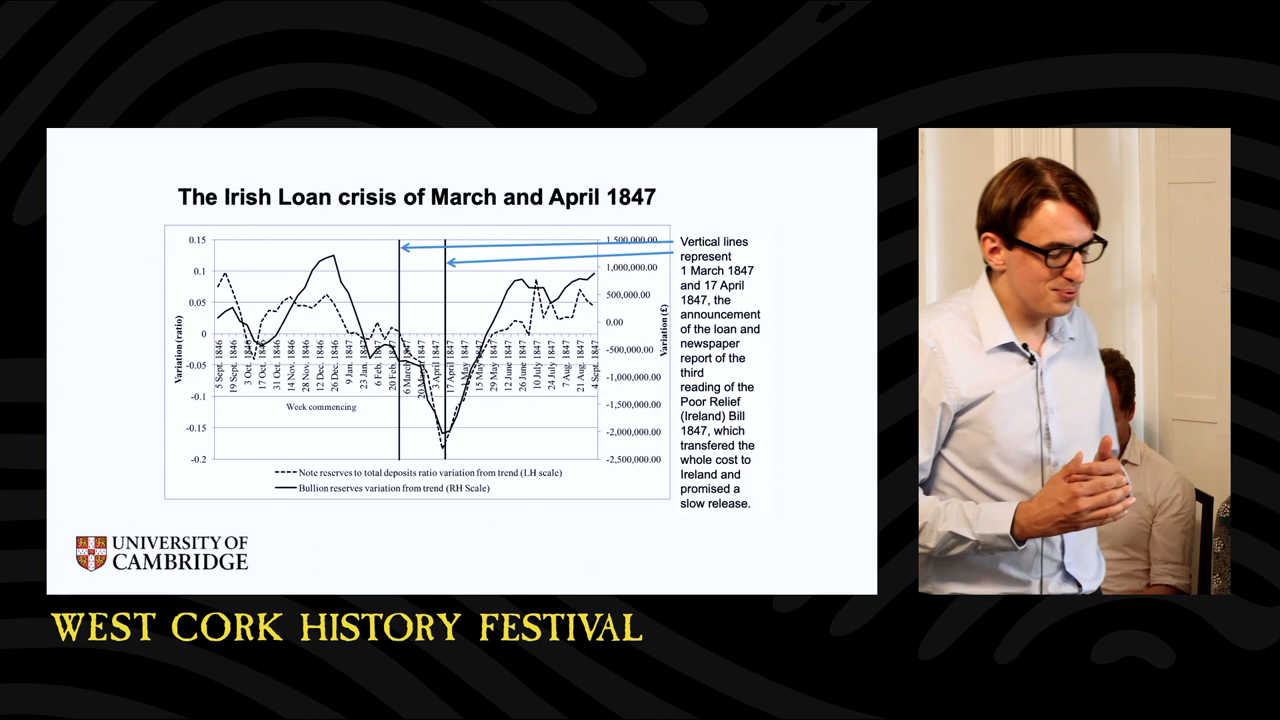 The Irish Loan crisis of March and April 1847
0.15
0.1
0.05
0
-0.05
-0.1
-0.15
-0.2
Variation (ratio)
1,500,000.00
1,000,000.00
500,000.00
0.00
-500,000.00
-1,000,000.00
-1,500,000.00
-2,000,000.00
-2,500,000.00
Variation (£)
5 Sept. 1846
19 Sept. 1846
3 Oct. 1846
17 Oct. 1846
31 Oct. 1846
14 Nov. 1846
28 Nov. 1846
12 Dec. 1846
26 Dec. 1846
9 Jan. 1847
23 Jan. 1847
6 Feb. 1847
20 Feb. 1847
6 March 1847
20 1847
3 April 1847
17 April 1847
1 May 1847
15 May 1847
29 May 1847
12 June 1847
26 June 1847
10 July 1847
24 July 1847
7 Aug. 1847
21 Aug. 1847
4 Sept. 1847
Week commencing
Note reserves to total deposits ratio variation from trend (LH scale)
Bullion reserves variation from trend (RH Scale)
Vertical lines
represent
1 March 1847
and 17 April
1847, the
announcement
of the loan and
newspaper
report of the
third
reading of the
Poor Relief
(Ireland) Bill
1847, which
transfered the
whole cost to
Ireland and
promised a
slow release.
UNIVERSITY OF
CAMBRIDGE
WEST CORK HISTORY FESTIVAL